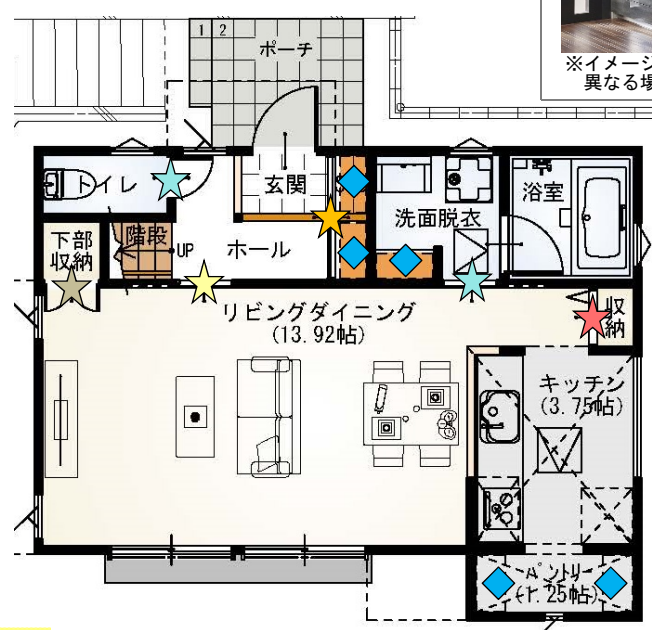 ※イメージ
異なる場
1 2
ポーチ
トイレ
玄関
洗面脱衣
浴室
下部
収納
階段
UP
ホール
リビングダイニング
(13.92帖)
収
納
キッチン
(3.75帖)
パントリー
(1.25帖)